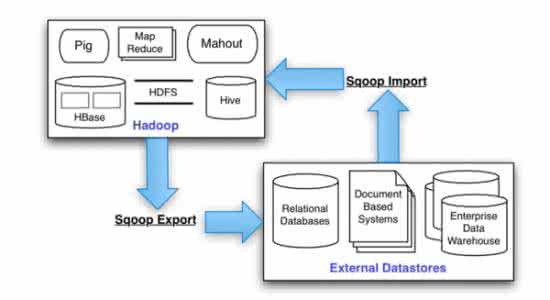 Pig
Map
Reduce
Mahout
HBase
HDFS
Hive
Hadoop
Sqoop Import
Sqoop Export
Relational
Databases
Document
Based
Systems
Enterprise
Data
Warehouse
External Datastores